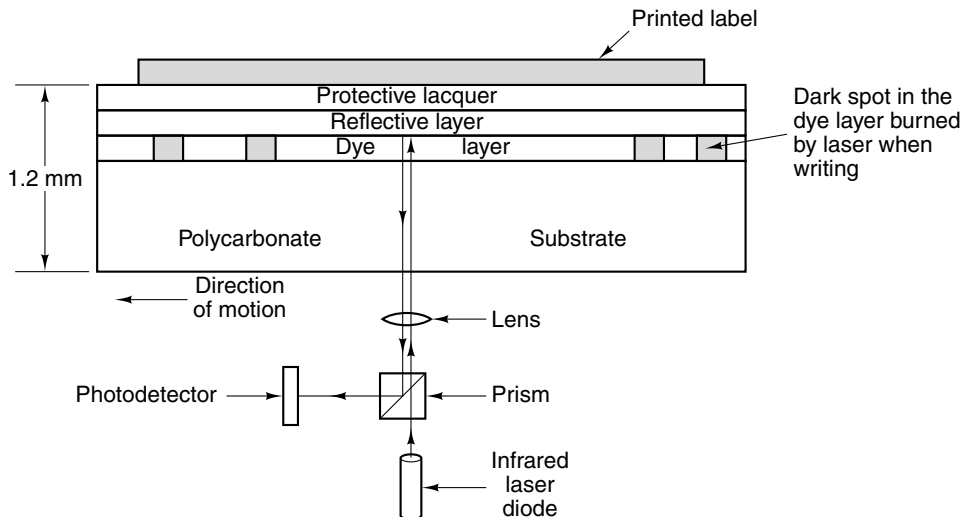 Printed label
Protective lacquer
Reflective layer
Dye layer
Dark spot in the
dye layer burned
by laser when
writing
1.2 mm
Polycarbonate Substrate
Direction
of motion
Lens
Photodetector
Prism
Infrared
laser
diode